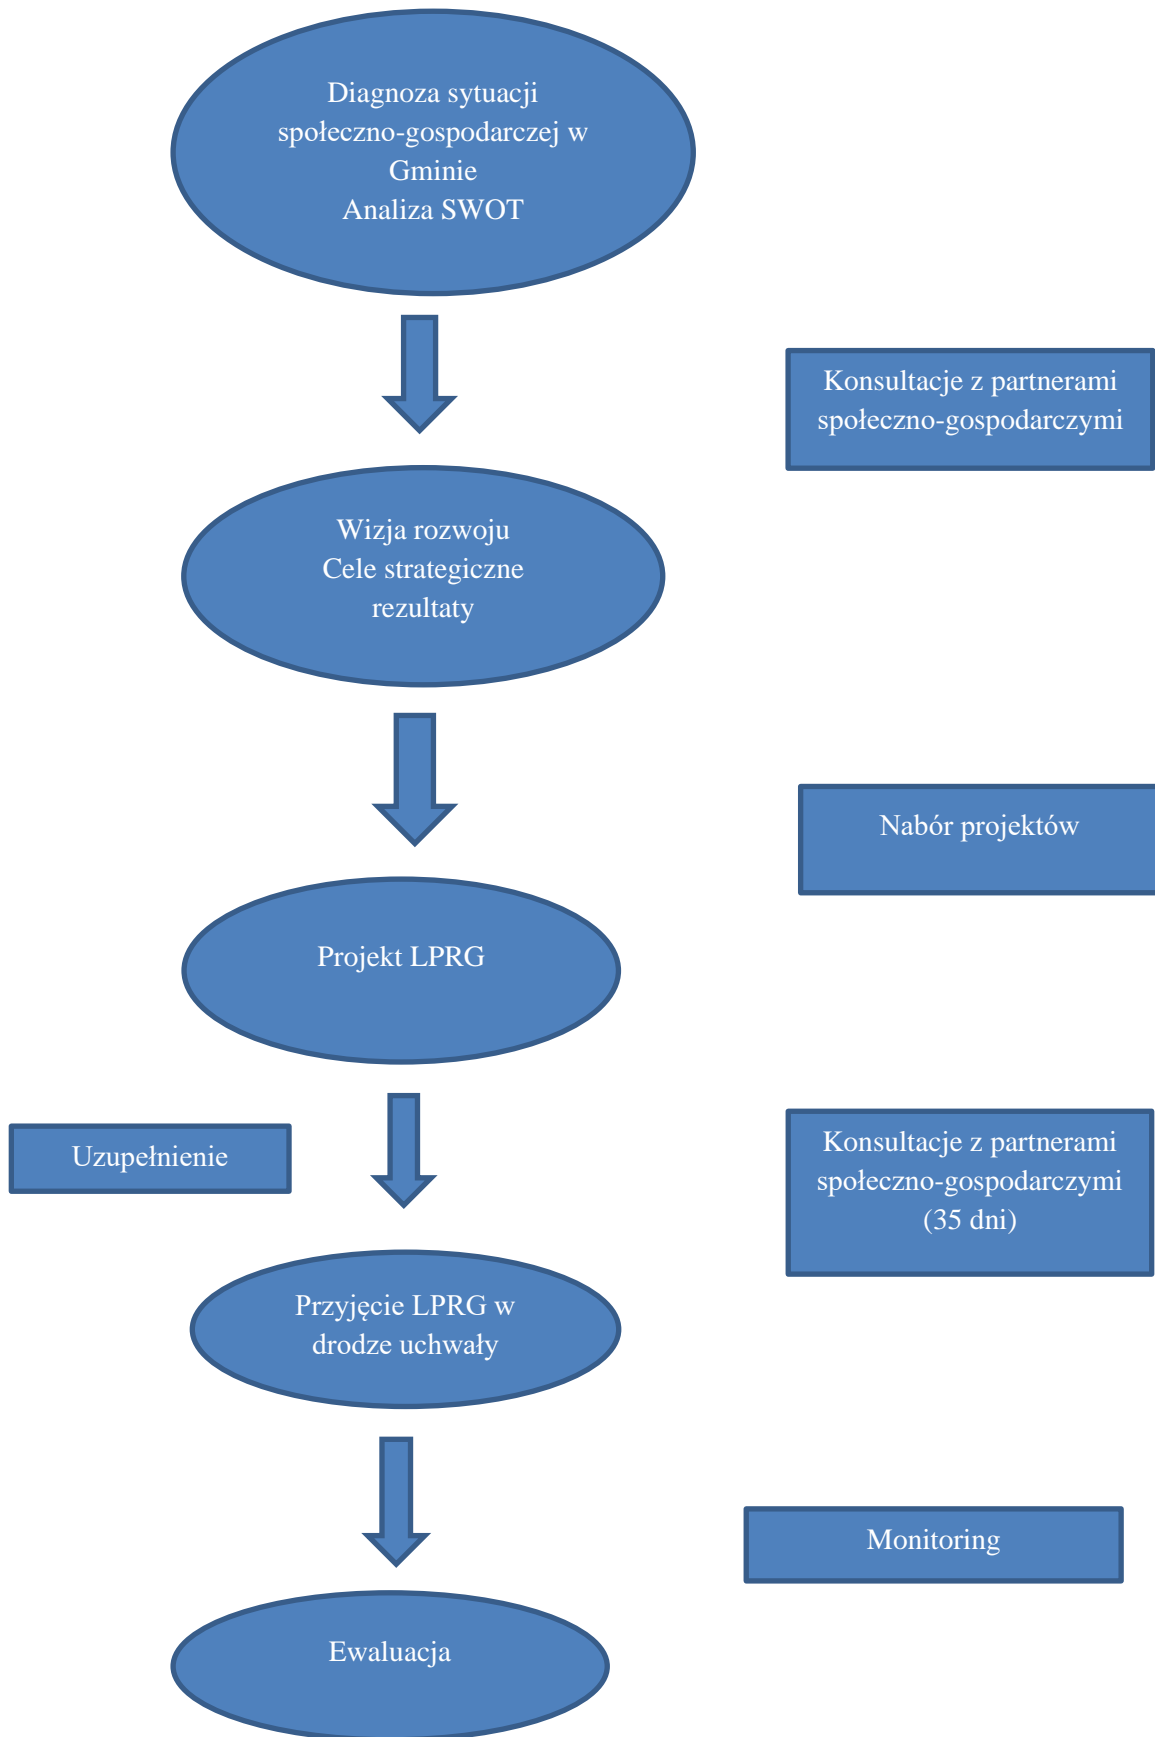 Diagnoza sytuacji
społeczno-gospodarczej w
Gminie
Analiza SWOT
Konsultacje z partnerami
społeczno-gospodarczymi
Wizja rozwoju
Cele strategiczne
rezultaty
Nabór projektów
Projekt LPRG
Uzupełnienie
Konsultacje z partnerami
społeczno-gospodarczymi
(35 dni)
Przyjęcie LPRG w
drodze uchwały
Monitoring
Ewaluacja